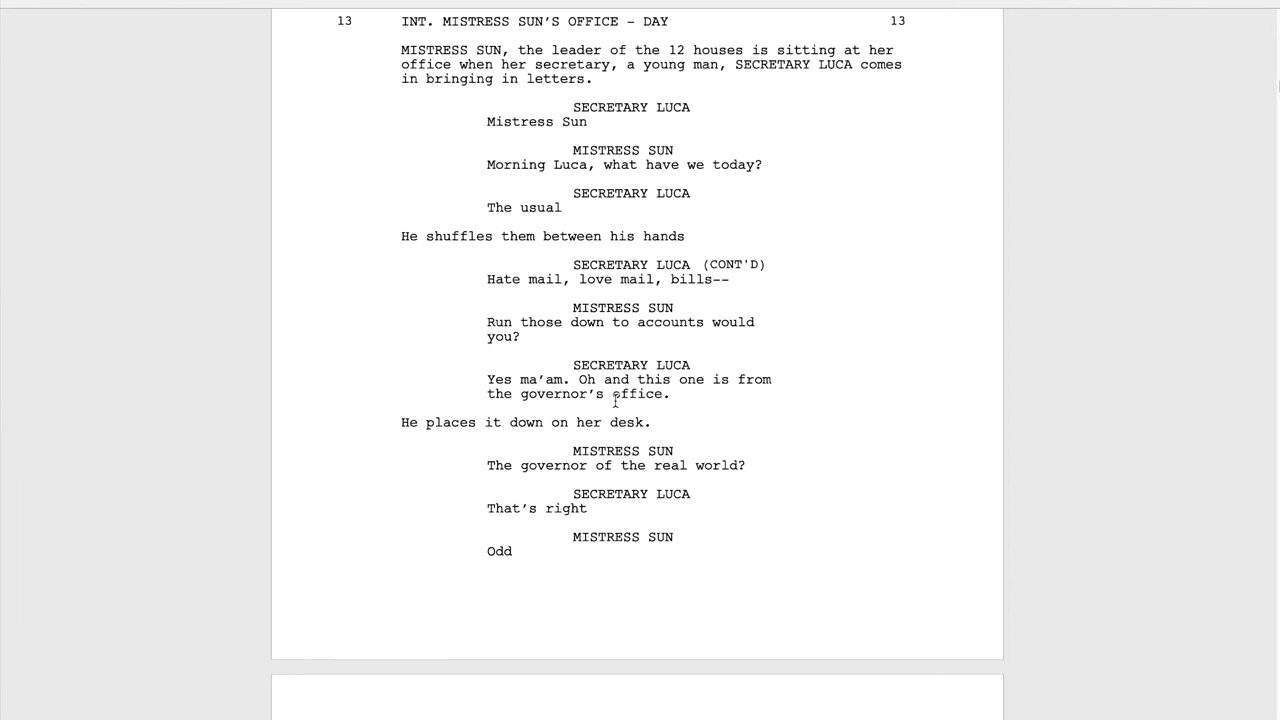 13 INT. MISTRESS SUN'S OFFICE – DAY 13
MISTRESS SUN, the leader of the 12 houses is sitting at her
office when her secretary, a young man, SECRETARY LUCA comes
in bringing in letters.
SECRETARY LUCA
Mistress Sun
MISTRESS SUN
Morning Luca, what have we today?
SECRETARY LUCA
The usual
He shuffles them between his hands
SECRETARY LUCA (CONT'D)
Hate mail, love mail, bills--
MISTRESS SUN
Run those down to accounts would
you?
SECRETARY LUCA
Yes ma'am. Oh and this one is from
the governor's office.
He places it down on her desk.
MISTRESS SUN
The governor of the real world?
SECRETARY LUCA
That's right
MISTRESS SUN
Odd